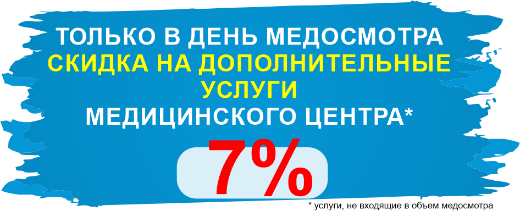 ТОЛЬКО В ДЕНЬ МЕДОСМОТРА
СКИДКА НА ДОПОЛНИТЕЛЬНЫЕ
УСЛУГИ
МЕДИЦИНСКОГО ЦЕНТРА*
7%
* услуги, не входящие в объем медосмотра